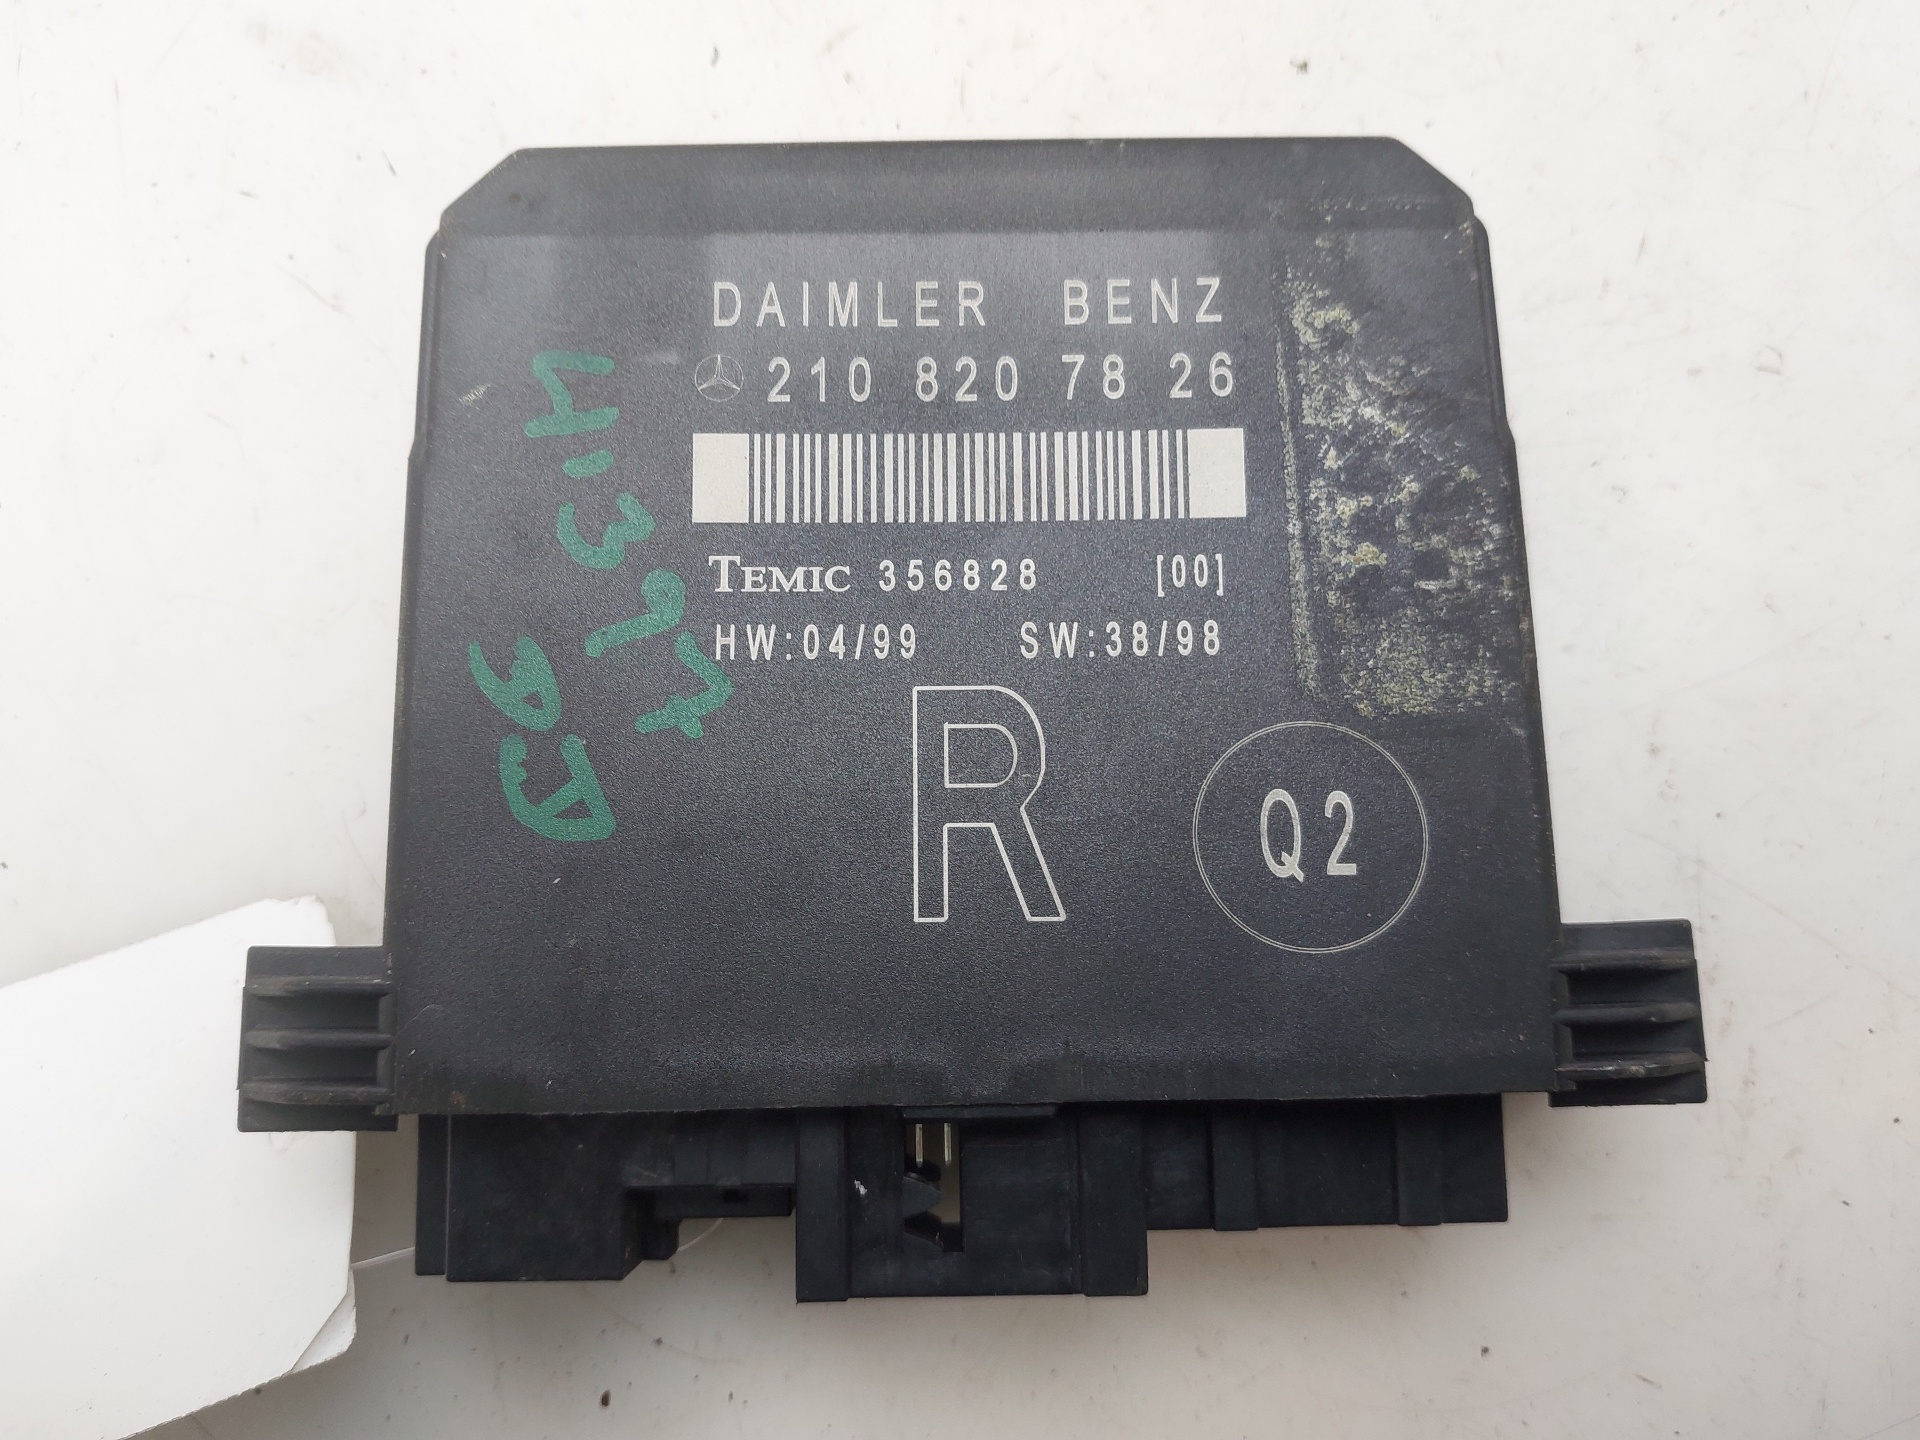 DAIMLER BENZ
210 820 78 26
TEMIC 356828 [00]
HW:04/99 SW:38/98
R
Q2